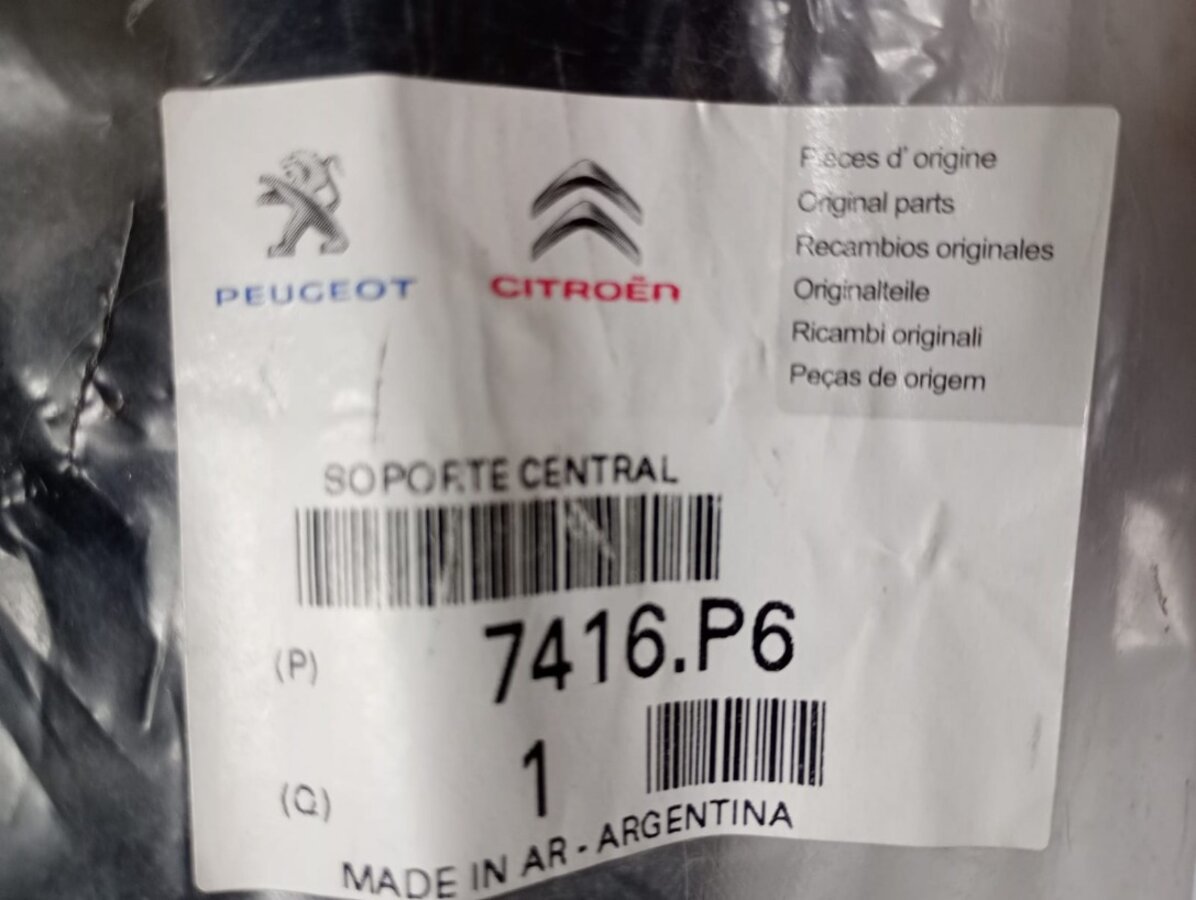 PEUGEOT
CITROËN
Pièces d' origine
Original parts
Recambios originales
Originalteile
Ricambi originali
Peças de origem
SOPORTE CENTRAL
(P) 7416.P6
(Q) 1
MADE IN AR - ARGENTINA